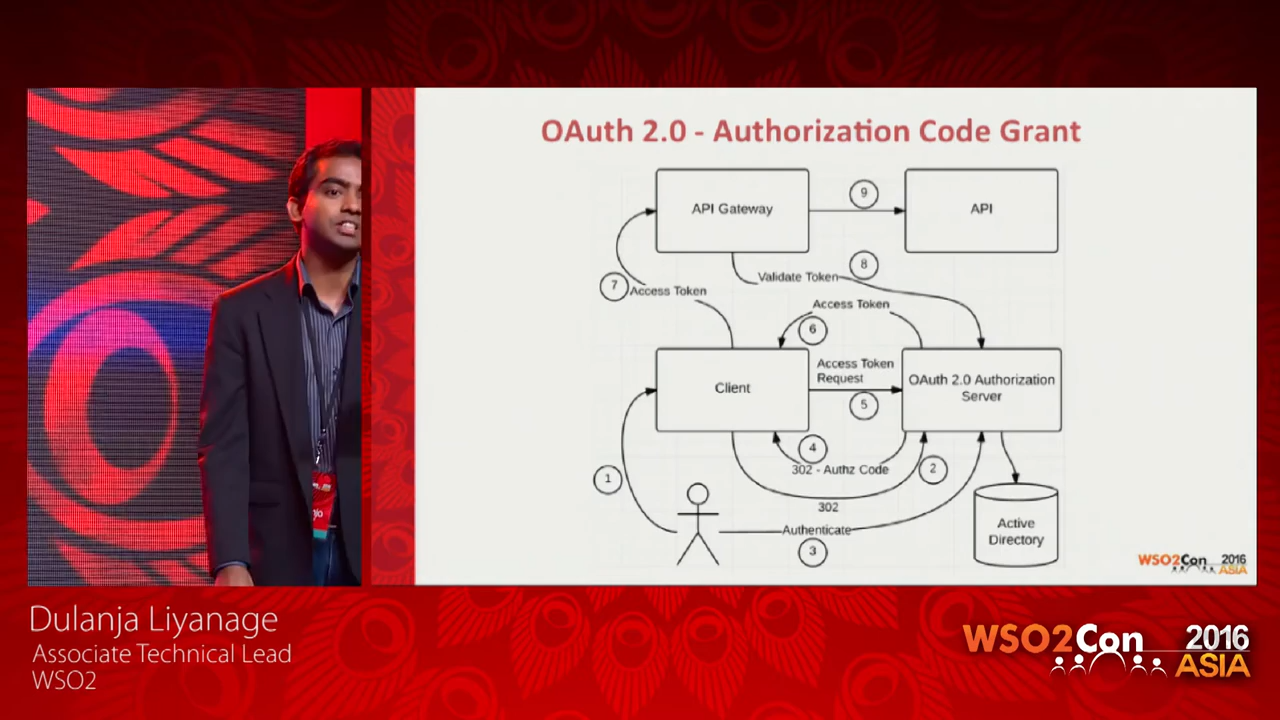 OAuth 2.0 - Authorization Code Grant
API Gateway
9
API
8
Validate Token
7
Access Token
Access Token
6
Client
Access Token
Request
5
OAuth 2.0 Authorization
Server
4
302 - Authz Code
2
1
302
Authenticate
3
Active
Directory
WSO2Con 2016
ASIA
Dulanja Liyanage
Associate Technical Lead
WSO2
WSO2Con 2016
ASIA